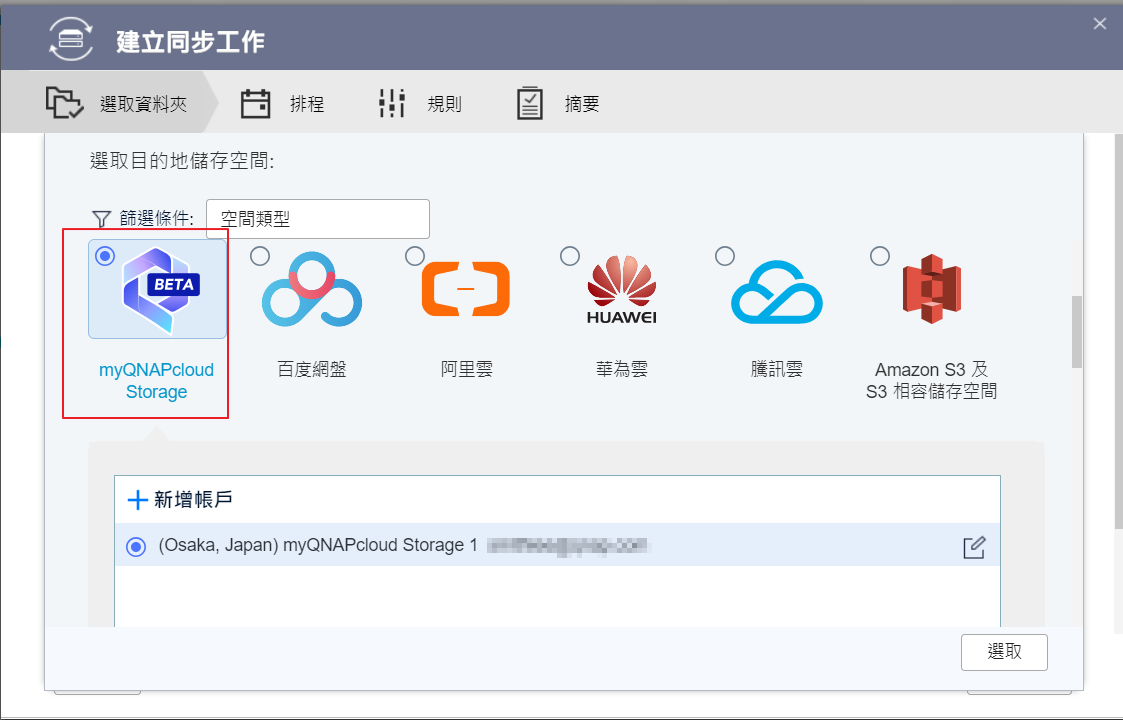 建立同步工作
選取資料夾
排程
規則
摘要
選取目的地儲存空間:
篩選條件:
空間類型
BETA
HUAWEI
myQNAPcloud
Storage
百度網盤
阿里雲
華為雲
騰訊雲
Amazon S3 及
S3 相容儲存空間
新增帳戶
(Osaka, Japan) myQNAPcloud Storage 1
選取